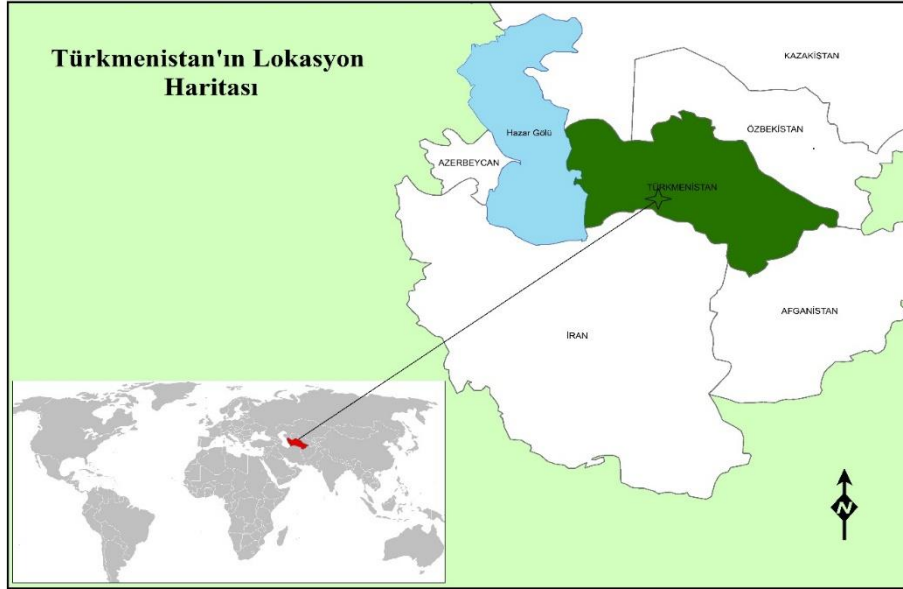 Türkmenistan'ın Lokasyon
Haritası
KAZAKİSTAN
Hazar Gölü
ÖZBEKİSTAN
AZERBEYCAN
TÜRKMENİSTAN
AFGANİSTAN
İRAN
N